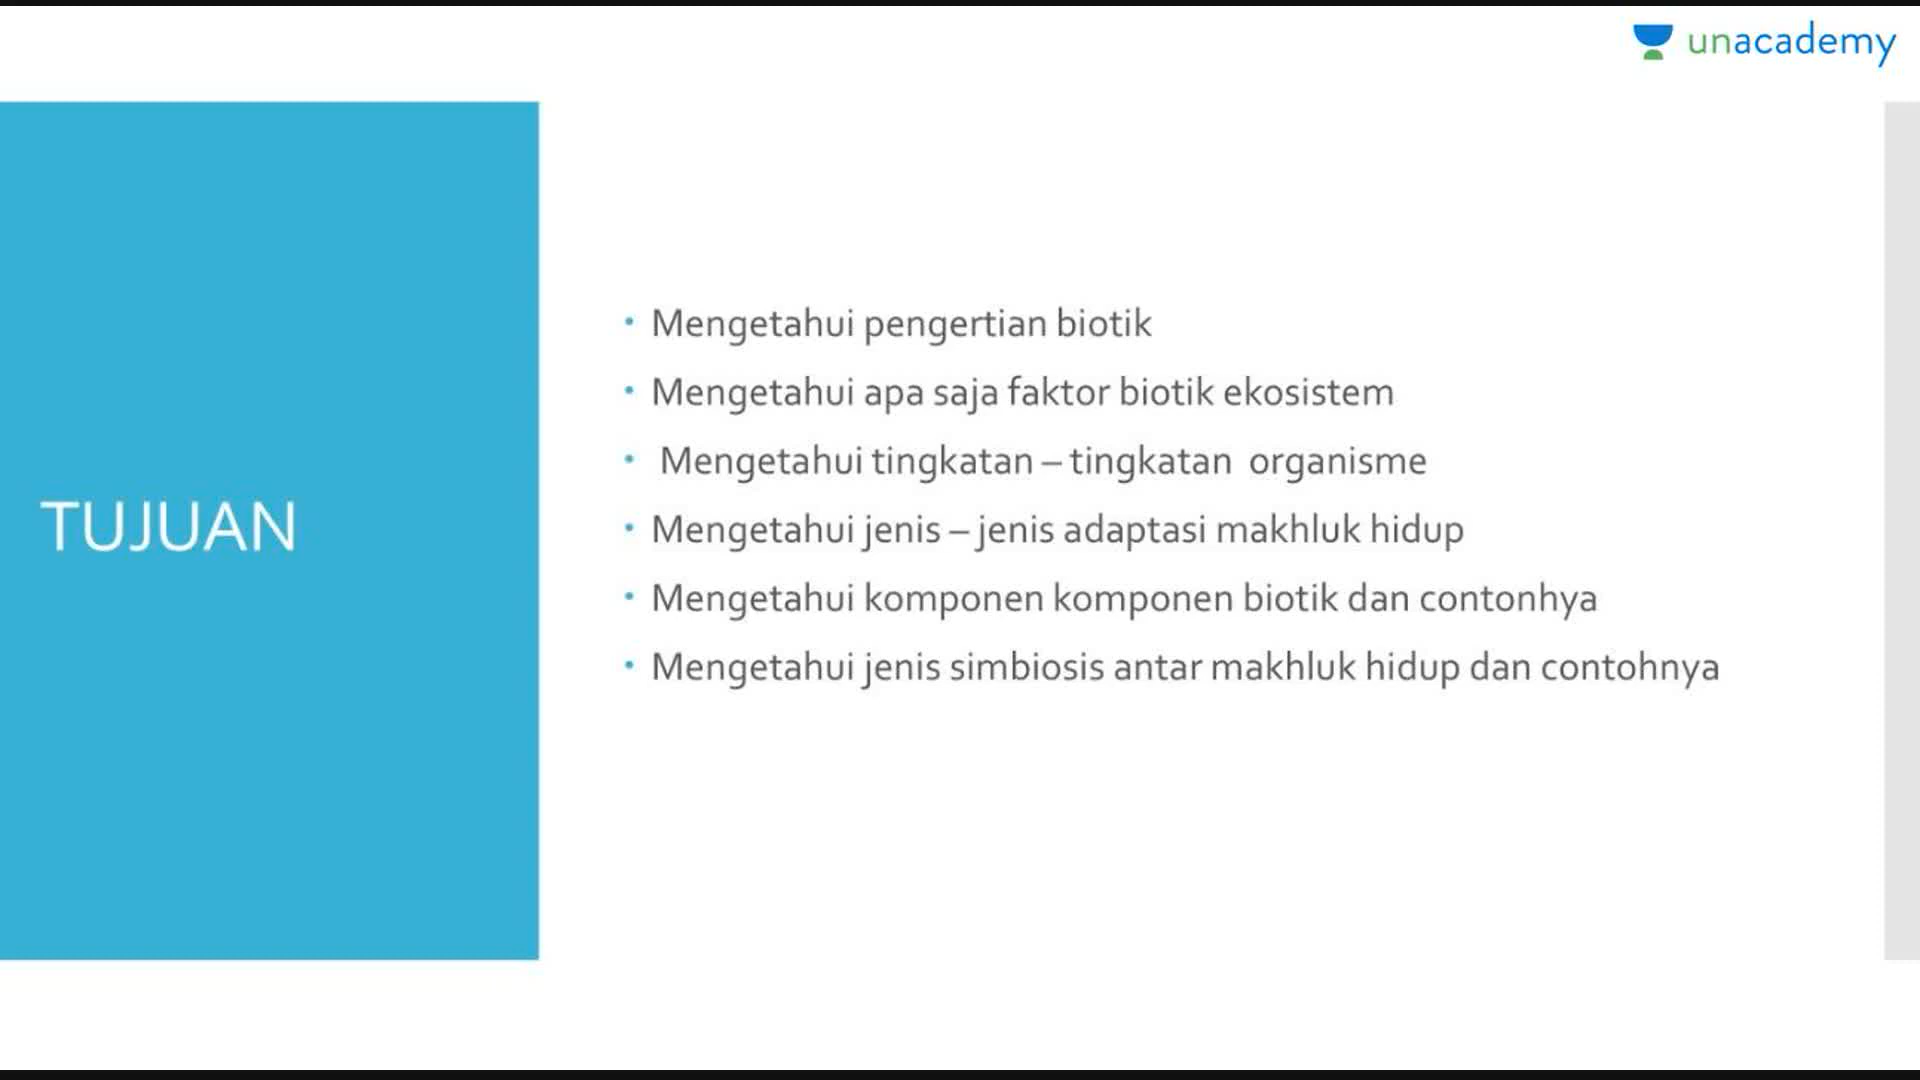 unacademy
TUJUAN
• Mengetahui pengertian biotik
• Mengetahui apa saja faktor biotik ekosistem
• Mengetahui tingkatan – tingkatan organisme
• Mengetahui jenis – jenis adaptasi makhluk hidup
• Mengetahui komponen komponen biotik dan contonhya
• Mengetahui jenis simbiosis antar makhluk hidup dan contohnya